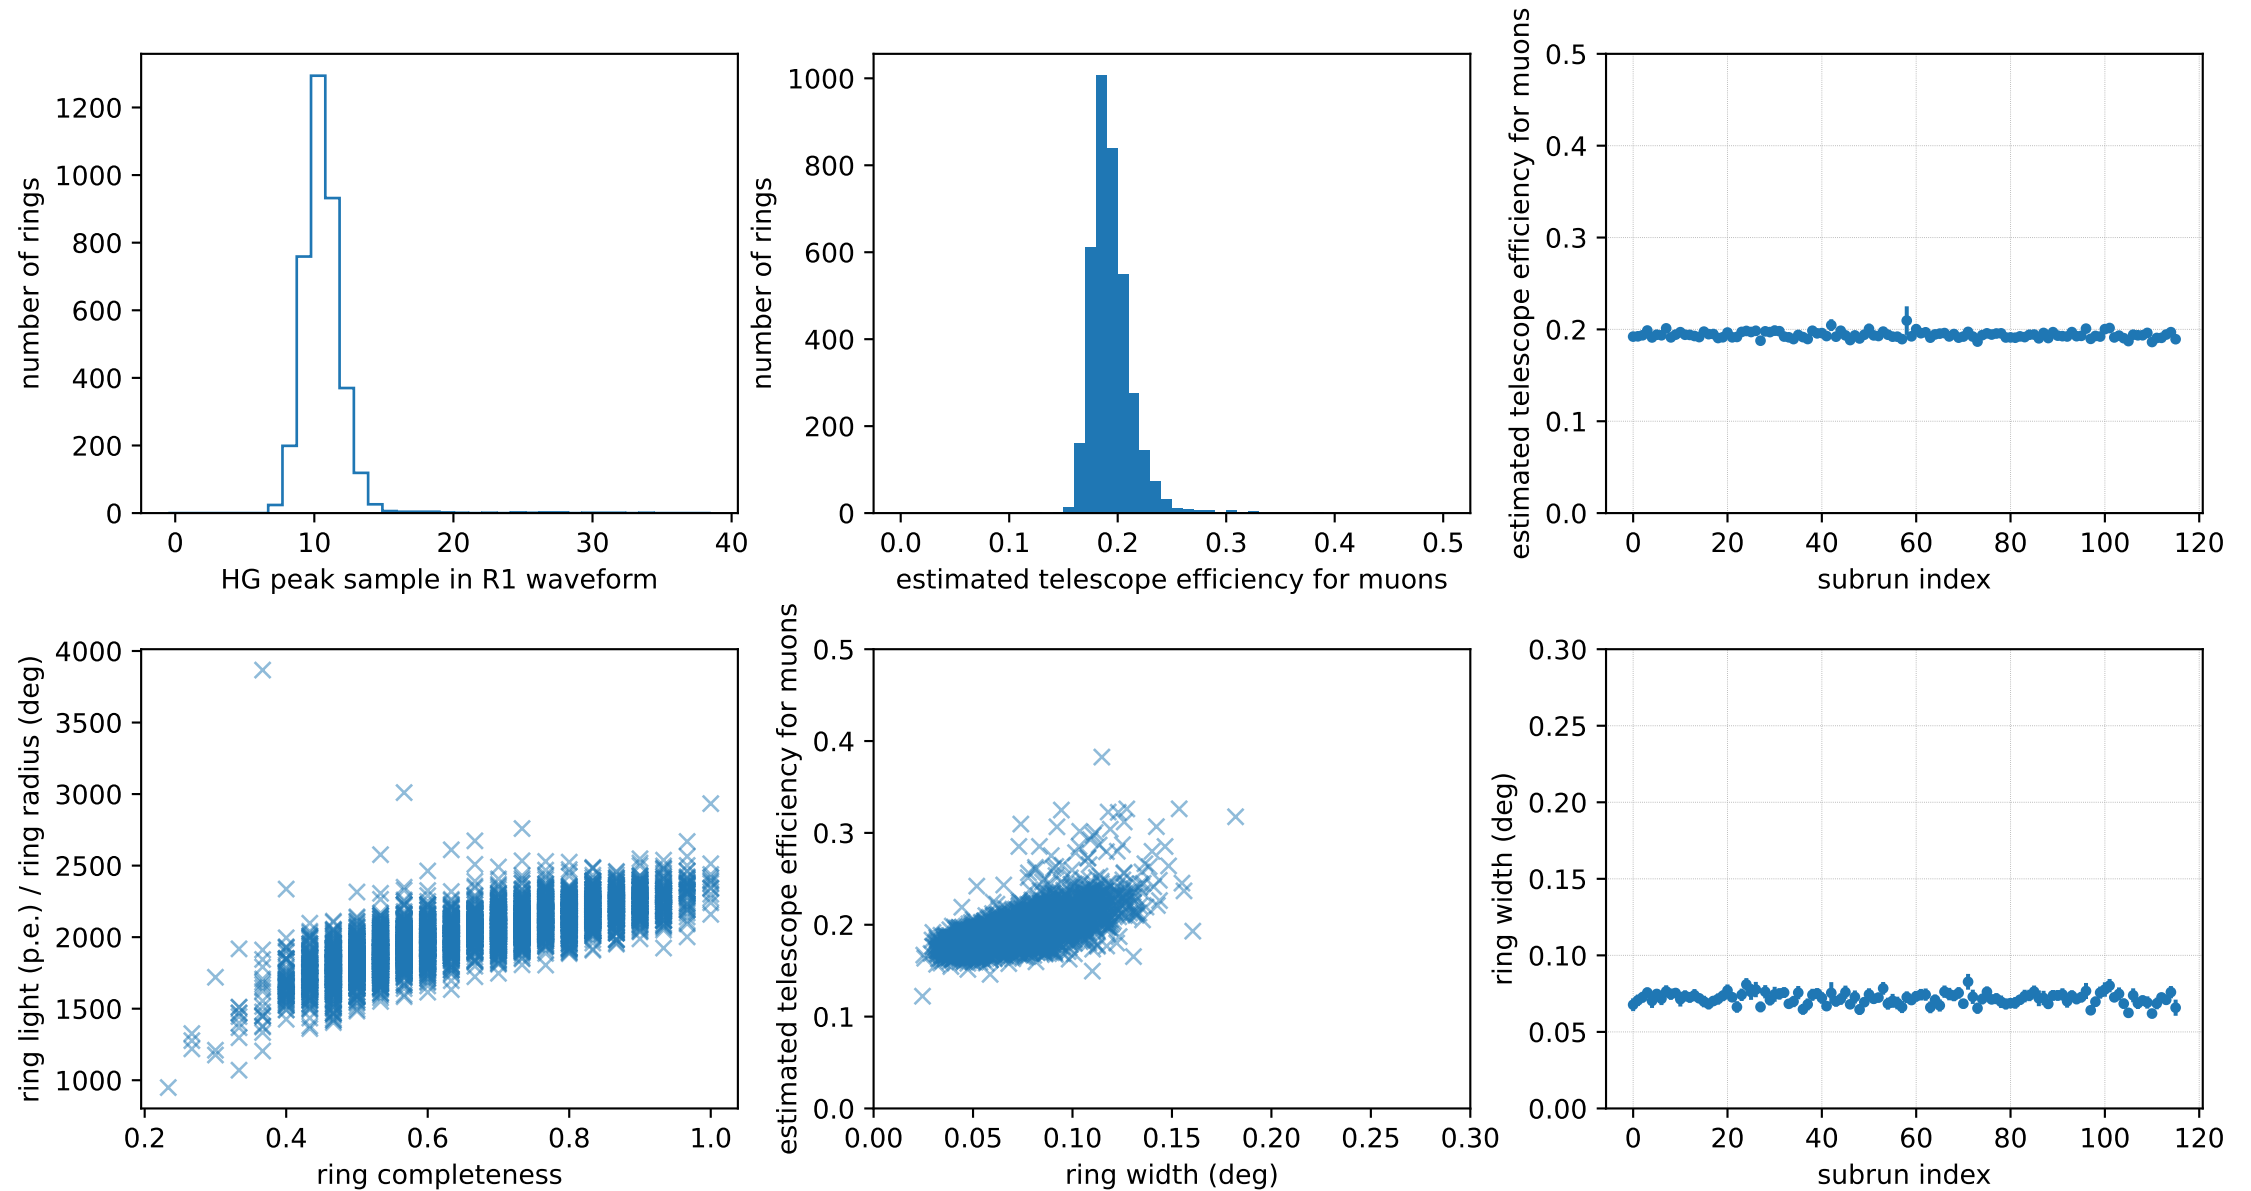 number of rings
1200
1000
800
600
400
200
0
0 10 20 30 40
HG peak sample in R1 waveform
number of rings
1000
800
600
400
200
0
0.0 0.1 0.2 0.3 0.4 0.5
estimated telescope efficiency for muons
estimated telescope efficiency for muons
0.5
0.4
0.3
0.2
0.1
0.0
0 20 40 60 80 100 120
subrun index
ring light (p.e.) / ring radius (deg)
4000
3500
3000
2500
2000
1500
1000
0.2 0.4 0.6 0.8 1.0
ring completeness
estimated telescope efficiency for muons
0.5
0.4
0.3
0.2
0.1
0.0
0.00 0.05 0.10 0.15 0.20 0.25 0.30
ring width (deg)
ring width (deg)
0.30
0.25
0.20
0.15
0.10
0.05
0.00
0 20 40 60 80 100 120
subrun index